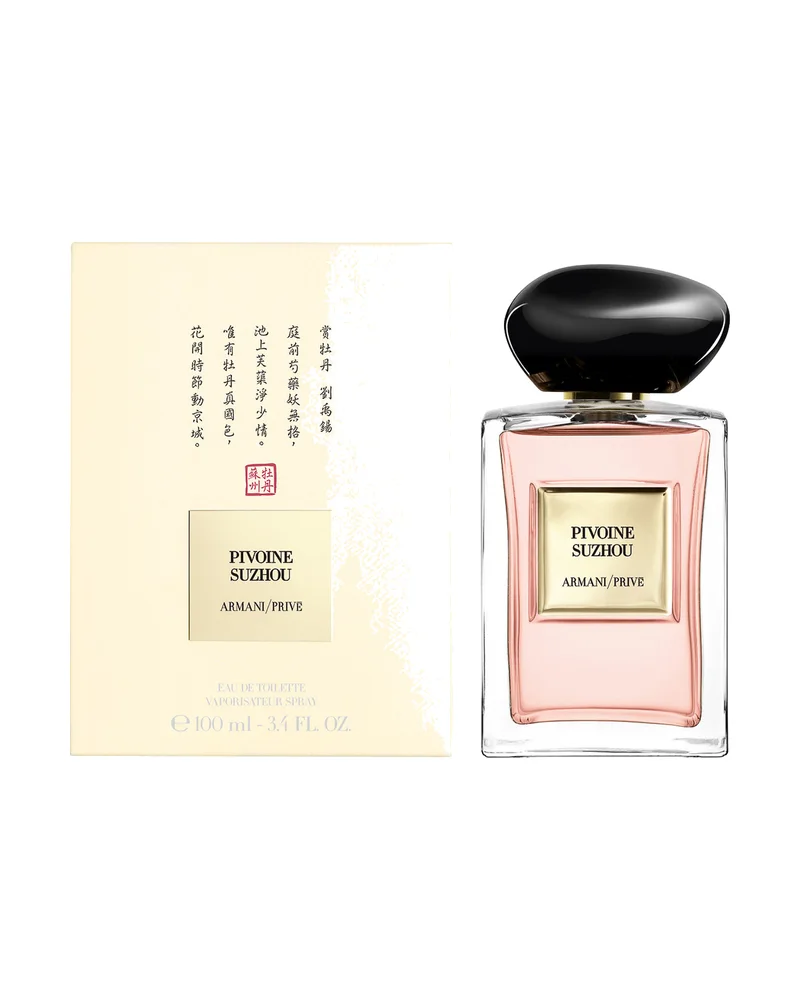 賞牡丹 劉禹錫
庭前芍藥妖無格，
池上芙蕖淨少情。
唯有牡丹真國色，
花開時節動京城。
牡丹
蘇州
PIVOINE
SUZHOU
ARMANI/PRIVE
EAU DE TOILETTE
VAPORISATEUR SPRAY
℮ 100 ml - 3.4 FL. OZ.
PIVOINE
SUZHOU
ARMANI/PRIVE